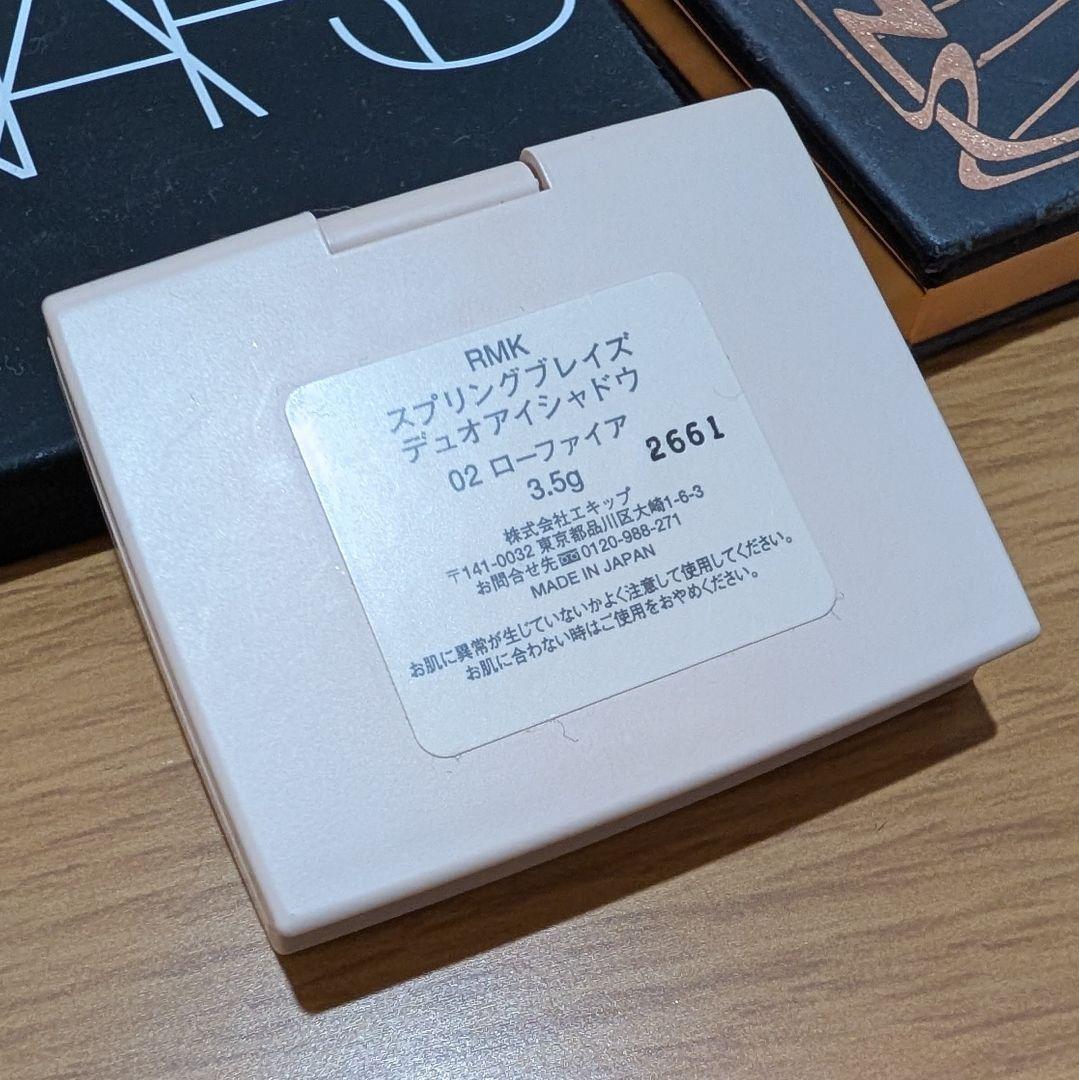 NARS
RMK
スプリングブレイズ
デュオアイシャドウ
02 ローファイア
2661
3.5g
株式会社エキップ
〒141-0032 東京都品川区大崎1-6-3
お問合せ先0120-988-271
MADE IN JAPAN
お肌に異常が生じていないかよく注意して使用してください。
お肌に合わない時はご使用をおやめください。